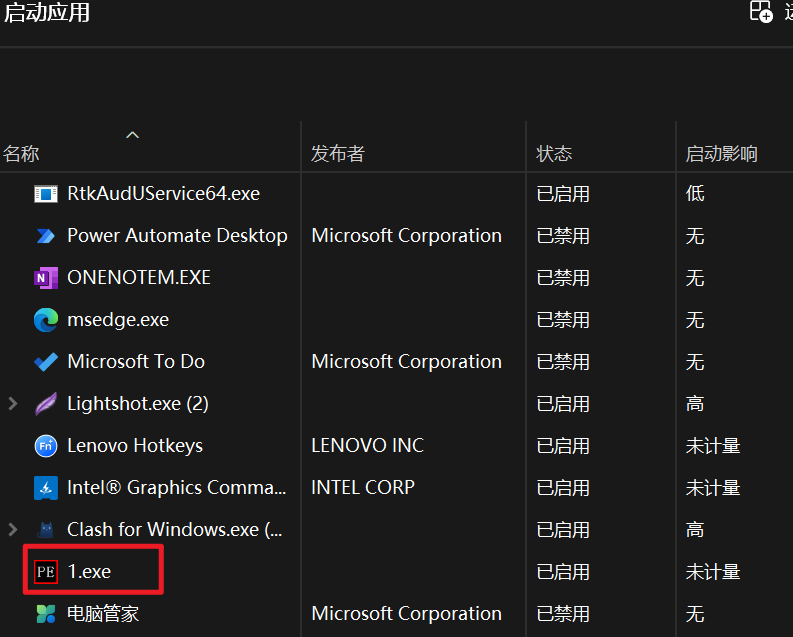 启动应用
名称 发布者 状态 启动影响
RtkAudUService64.exe 已启用 低
Power Automate Desktop Microsoft Corporation 已禁用 无
N ONENOTEM.EXE 已禁用 无
msedge.exe 已禁用 无
Microsoft To Do Microsoft Corporation 已禁用 无
Lightshot.exe (2) 已启用 高
Fn Lenovo Hotkeys LENOVO INC 已启用 未计量
Intel® Graphics Comma... INTEL CORP 已启用 未计量
Clash for Windows.exe (... 已启用 高
PE 1.exe 已启用 未计量
电脑管家 Microsoft Corporation 已禁用 无